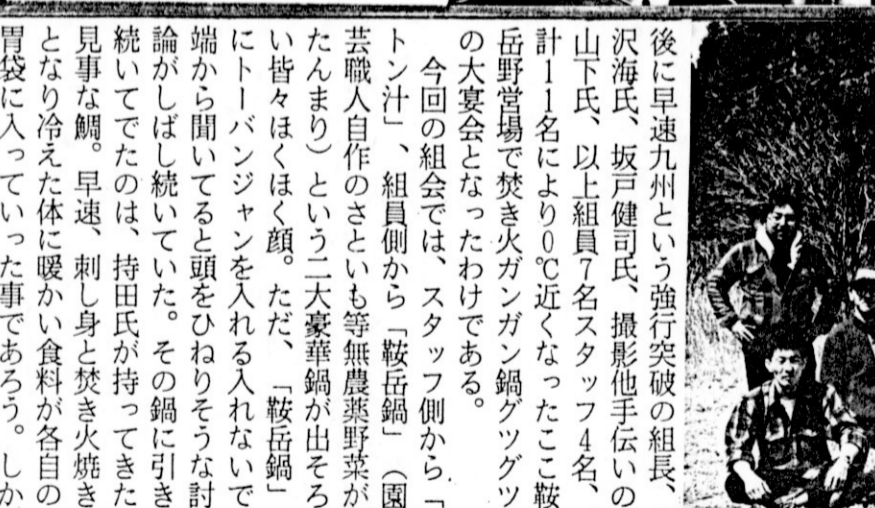 後に早速九州という強行突破の組長、
沢海氏、坂戸健司氏、撮影他手伝いの
山下氏、以上組員7名スタッフ4名、
計11名により0℃近くなったここ鞍
岳野営場で焚き火ガンガン鍋グツグツ
の大宴会となったわけである。
今回の組会では、スタッフ側から「
トン汁」、組員側から「鞍岳鍋」（園
芸職人自作のさといも等無農薬野菜が
たんまり）という二大豪華鍋が出そろ
い皆々ほくほく顔。ただ、「鞍岳鍋」
にトーバンジャンを入れる入れないで
端から聞いてると頭をひねりそうな討
論がしばし続いていた。その鍋に引き
続いてでたのは、持田氏が持ってきた
見事な鯛。早速、刺し身と焚き火焼き
となり冷えた体に暖かい食料が各自の
胃袋に入っていった事であろう。しか